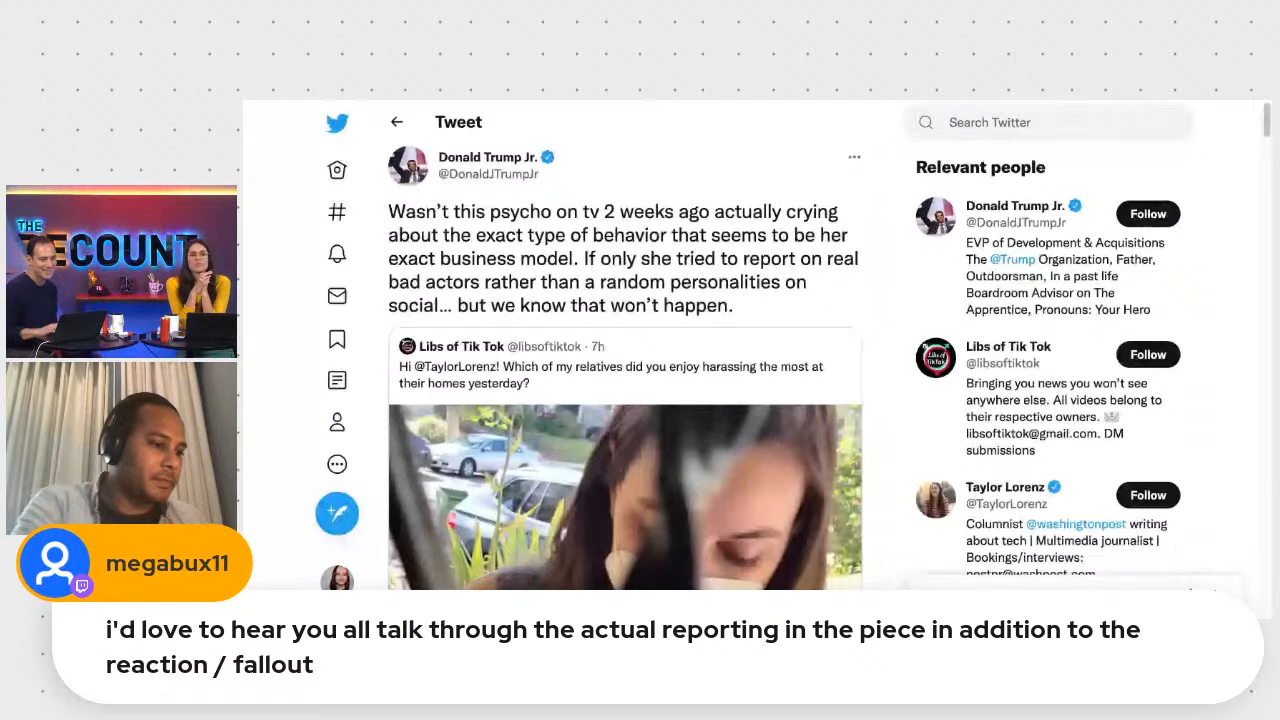 THE
RECOUNT
Tweet
Donald Trump Jr.
@DonaldJTrumpJr
Wasn't this psycho on tv 2 weeks ago actually crying
about the exact type of behavior that seems to be her
exact business model. If only she tried to report on real
bad actors rather than a random personalities on
social... but we know that won't happen.
Libs of Tik Tok @libsoftiktok · 7h
Hi @TaylorLorenz! Which of my relatives did you enjoy harassing the most at
their homes yesterday?
Search Twitter
Relevant people
Donald Trump Jr.
@DonaldJTrumpJr
Follow
EVP of Development & Acquisitions
The @Trump Organization, Father,
Outdoorsman, In a past life
Boardroom Advisor on The
Apprentice, Pronouns: Your Hero
Libs of Tik Tok
@libsoftiktok
Follow
Bringing you news you won't see
anywhere else. All videos belong to
their respective owners.
libsoftiktok@gmail.com. DM
submissions
Taylor Lorenz
@TaylorLorenz
Follow
Columnist @washingtonpost writing
about tech | Multimedia journalist |
Bookings/interviews:
postpr@washpost.com
megabux11
i'd love to hear you all talk through the actual reporting in the piece in addition to the
reaction / fallout